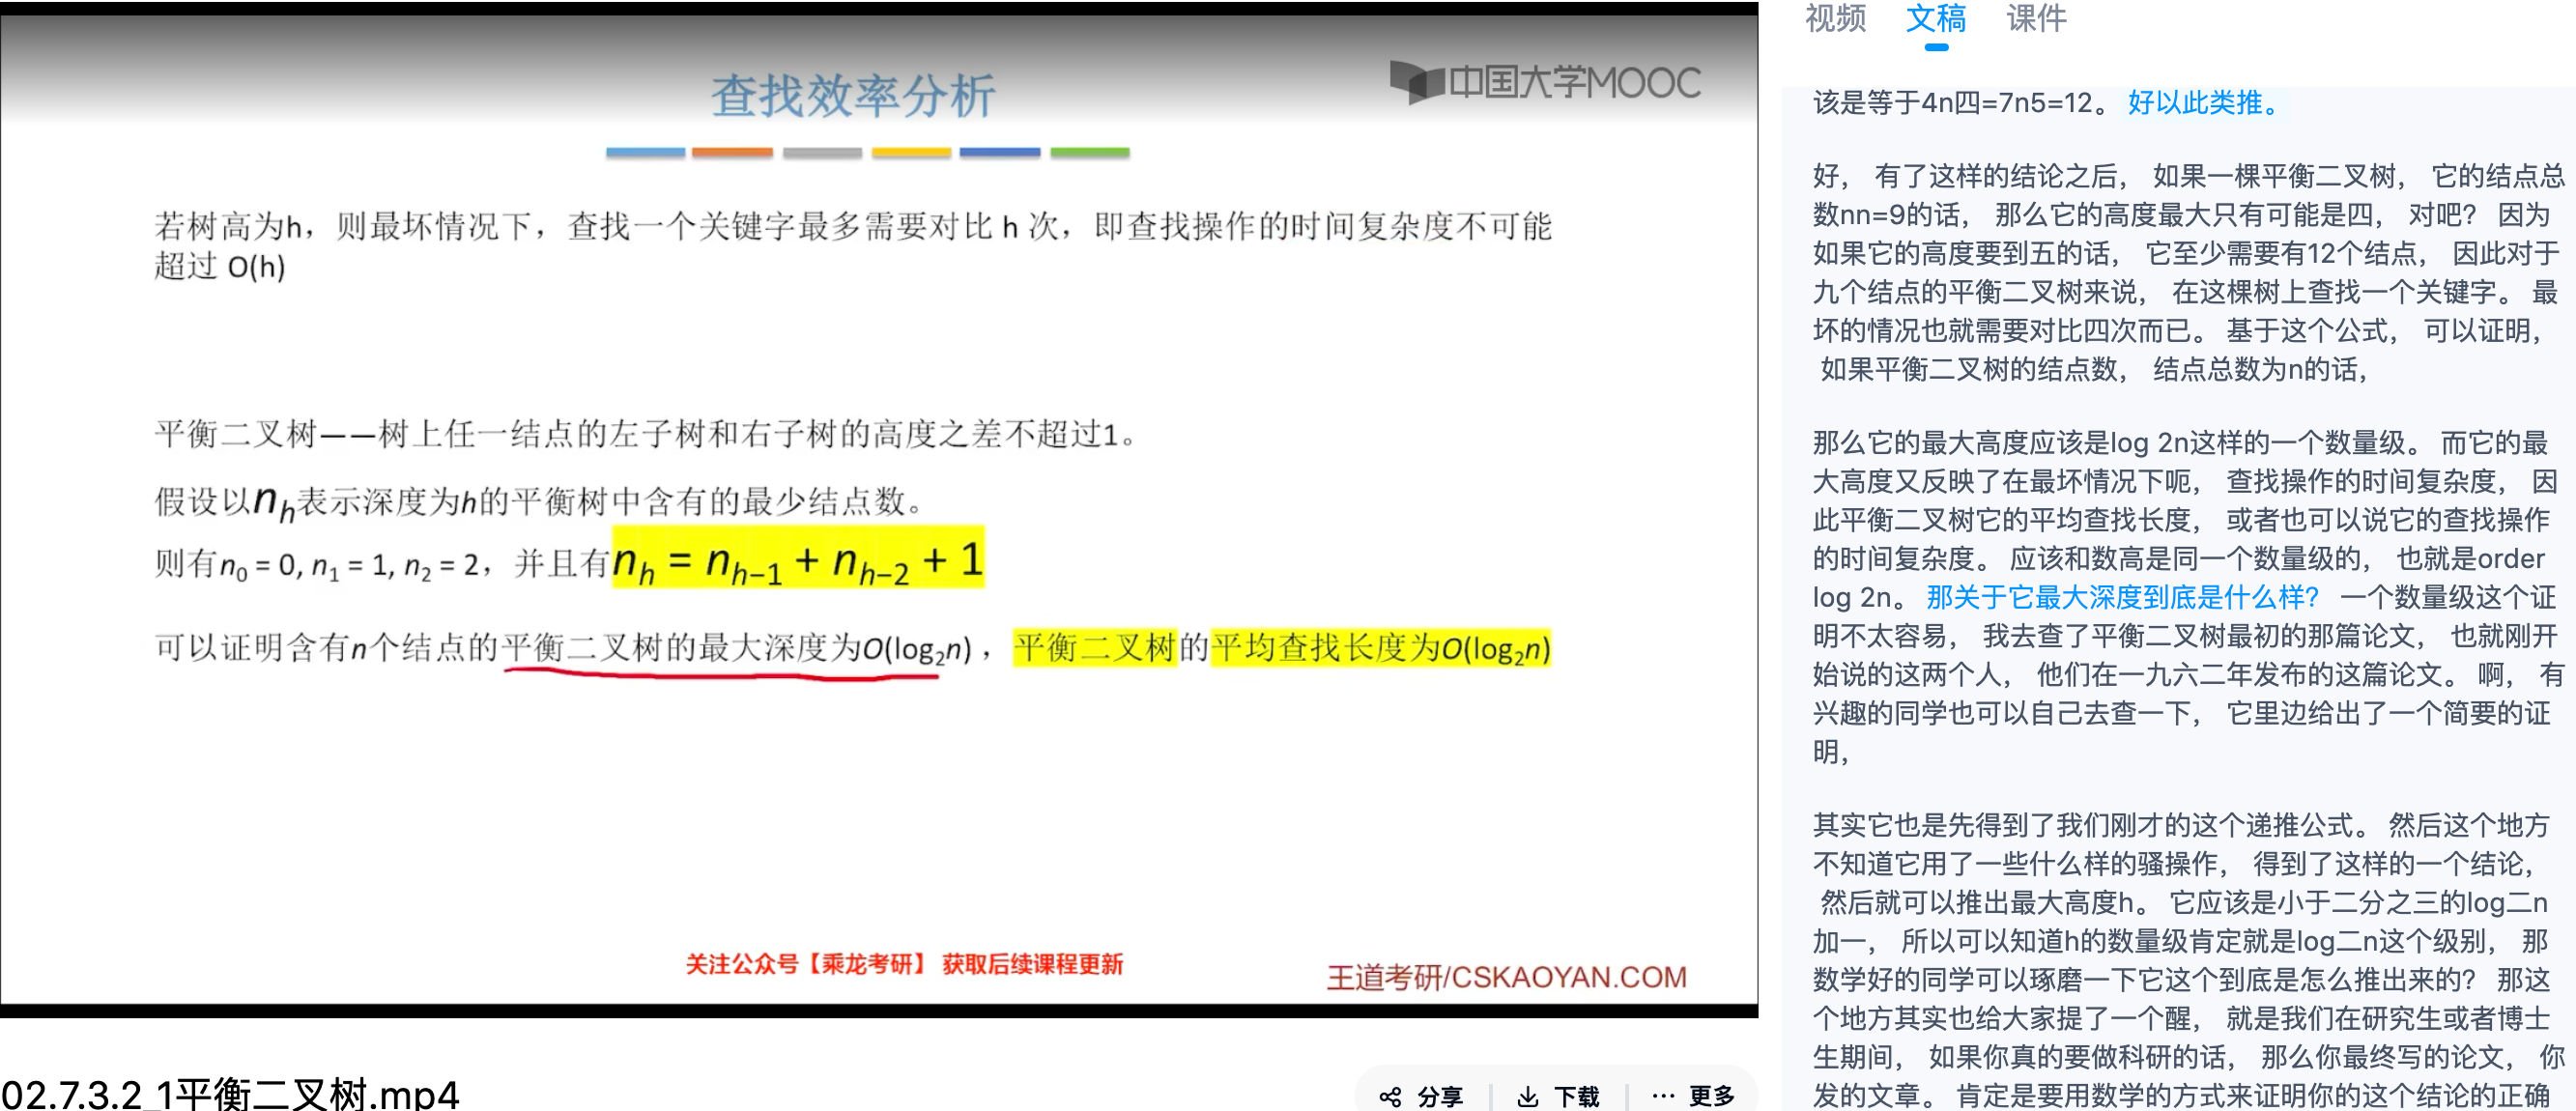 查找效率分析
中国大学MOOC
若树高为h，则最坏情况下，查找一个关键字最多需要对比 h 次，即查找操作的时间复杂度不可能
超过 O(h)
平衡二叉树——树上任一结点的左子树和右子树的高度之差不超过1。
假设以nh表示深度为h的平衡树中含有的最少结点数。
则有n0 = 0, n1 = 1, n2 = 2，并且有nh = nh−1 + nh−2 + 1
可以证明含有n个结点的平衡二叉树的最大深度为O(log2n) ，平衡二叉树的平均查找长度为O(log2n)
关注公众号【乘龙考研】 获取后续课程更新
王道考研/CSKAOYAN.COM
02.7.3.2_1平衡二叉树.mp4
分享
下载
··· 更多
视频 文稿 课件
该是等于4n四=7n5=12。 好以此类推。
好， 有了这样的结论之后， 如果一棵平衡二叉树， 它的结点总
数nn=9的话， 那么它的高度最大只有可能是四， 对吧？ 因为
如果它的高度要到五的话， 它至少需要有12个结点， 因此对于
九个结点的平衡二叉树来说， 在这棵树上查找一个关键字。 最
坏的情况也就需要对比四次而已。 基于这个公式， 可以证明，
如果平衡二叉树的结点数， 结点总数为n的话，
那么它的最大高度应该是log 2n这样的一个数量级。 而它的最
大高度又反映了在最坏情况下呃， 查找操作的时间复杂度， 因
此平衡二叉树它的平均查找长度， 或者也可以说它的查找操作
的时间复杂度。 应该和数高是同一个数量级的， 也就是order
log 2n。 那关于它最大深度到底是什么样？ 一个数量级这个证
明不太容易， 我去查了平衡二叉树最初的那篇论文， 也就刚开
始说的这两个人， 他们在一九六二年发布的这篇论文。 啊， 有
兴趣的同学也可以自己去查一下， 它里边给出了一个简要的证
明，
其实它也是先得到了我们刚才的这个递推公式。 然后这个地方
不知道它用了一些什么样的骚操作， 得到了这样的一个结论，
然后就可以推出最大高度h。 它应该是小于二分之三的log二n
加一， 所以可以知道h的数量级肯定就是log二n这个级别， 那
数学好的同学可以琢磨一下它这个到底是怎么推出来的？ 那这
个地方其实也给大家提了一个醒， 就是我们在研究生或者博士
生期间， 如果你真的要做科研的话， 那么你最终写的论文， 你
发的文章。 肯定是要用数学的方式来证明你的这个结论的正确